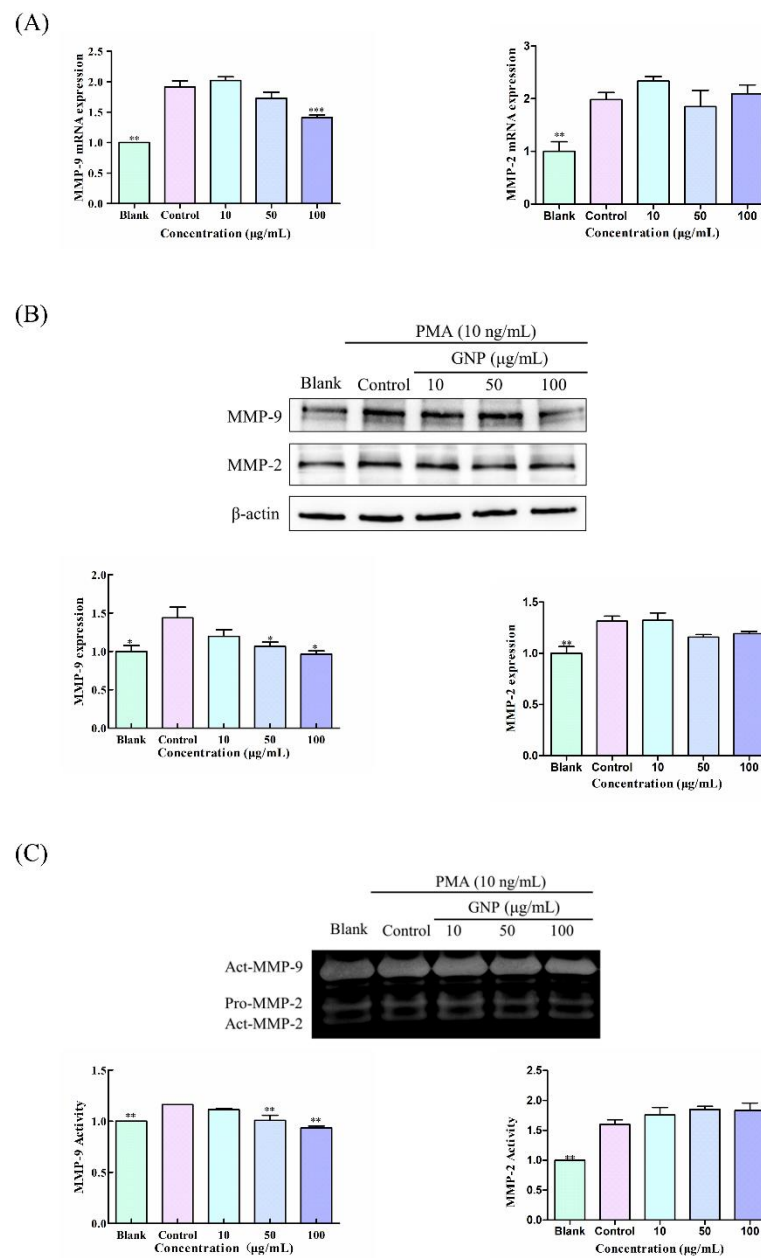 (A)
MMP-9 mRNA expression
2.5
2.0
1.5
1.0
0.5
0.0
**
***
Blank Control 10 50 100
Concentration (μg/mL)
MMP-2 mRNA expression
3
2
1
0
**
Blank Control 10 50 100
Concentration (μg/mL)
(B)
PMA (10 ng/mL)
GNP (μg/mL)
Blank Control 10 50 100
MMP-9
MMP-2
β-actin
MMP-9 expression
2.0
1.5
1.0
0.5
0.0
*
*
*
Blank Control 10 50 100
Concentration (μg/mL)
MMP-2 expression
1.5
1.0
0.5
0.0
**
Blank Control 10 50 100
Concentration (μg/mL)
(C)
PMA (10 ng/mL)
GNP (μg/mL)
Blank Control 10 50 100
Act-MMP-9
Pro-MMP-2
Act-MMP-2
MMP-9 Activity
1.5
1.0
0.5
0.0
**
**
**
Blank Control 10 50 100
Concentration (μg/mL)
MMP-2 Activity
2.5
2.0
1.5
1.0
0.5
0.0
**
Blank Control 10 50 100
Concentration (μg/mL)